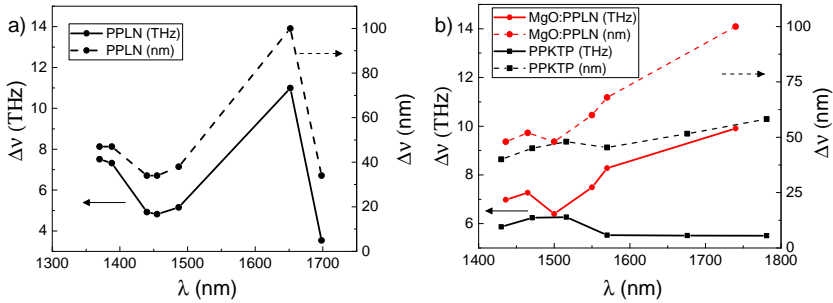 a)
PPLN (THz)
PPLN (nm)
14
12
10
8
6
4
Δν (THz)
100
80
60
40
20
0
Δν (nm)
1300 1400 1500 1600 1700
λ (nm)
b)
MgO:PPLN (THz)
MgO:PPLN (nm)
PPKTP (THz)
PPKTP (nm)
14
12
10
8
6
Δν (THz)
100
75
50
25
0
Δν (nm)
1400 1500 1600 1700 1800
λ (nm)